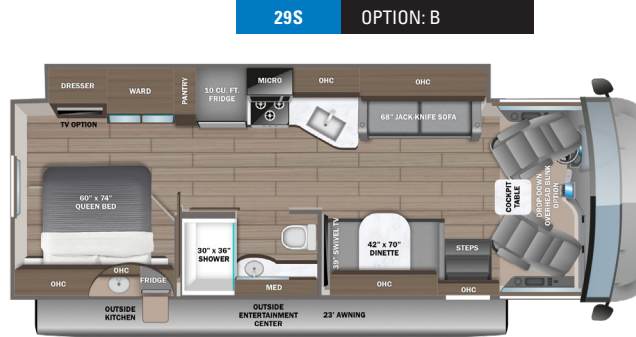 29S OPTION: B
DRESSER
WARD
PANTRY
10 CU. FT.
FRIDGE
MICRO
OHC
OHC
TV OPTION
68" JACK-KNIFE SOFA
60" x 74"
QUEEN BED
COCKPIT
TABLE
DROP-DOWN
OVERHEAD BUNK
OPTION
30" x 36"
SHOWER
39" SWIVEL TV
42" x 70"
DINETTE
STEPS
OHC
OHC
FRIDGE
MED
OHC
OHC
OUTSIDE
KITCHEN
OUTSIDE
ENTERTAINMENT
CENTER
23' AWNING